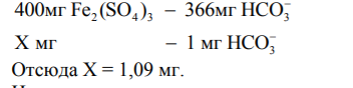 400мг Fe₂(SO₄)₃ – 366мг HCO₃⁻
X мг – 1 мг HCO₃⁻
Отсюда X = 1,09 мг.